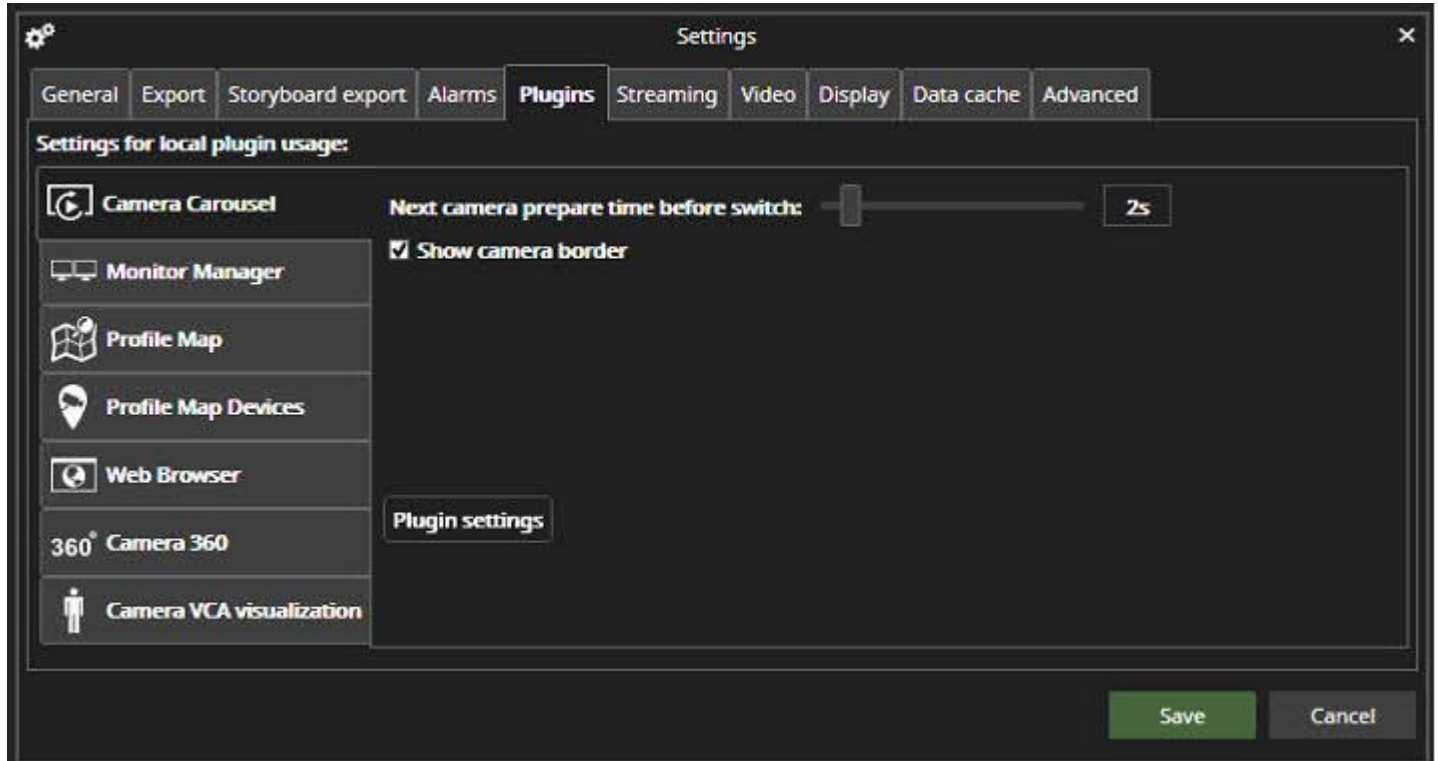 Settings
General Export Storyboard export Alarms Plugins Streaming Video Display Data cache Advanced
Settings for local plugin usage:
Camera Carousel
Next camera prepare time before switch: 2s
Show camera border
Monitor Manager
Profile Map
Profile Map Devices
Web Browser
Plugin settings
360° Camera 360
Camera VCA visualization
Save Cancel